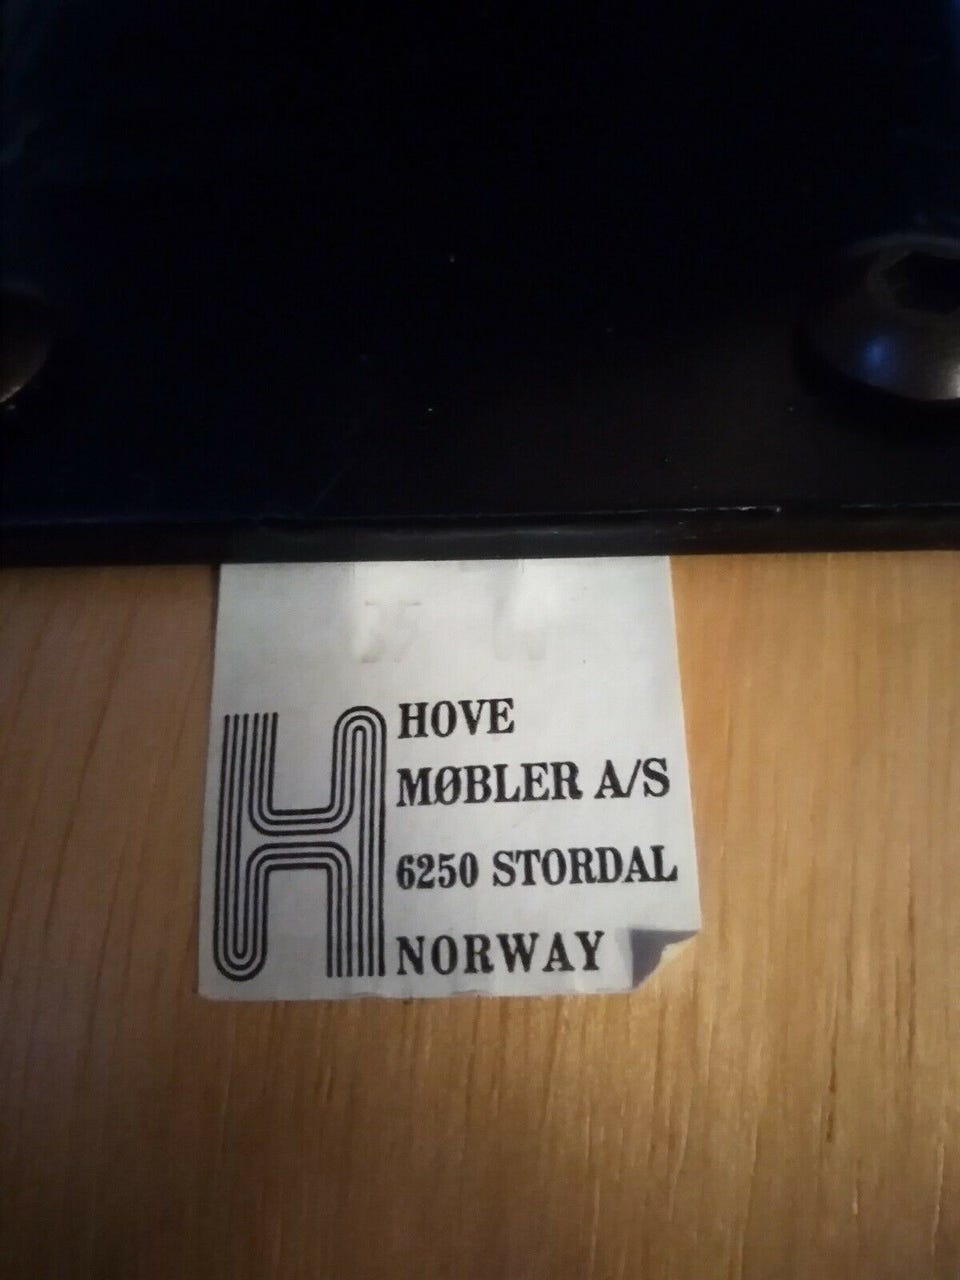 HOVE
MØBLER A/S
6250 STORDAL
NORWAY